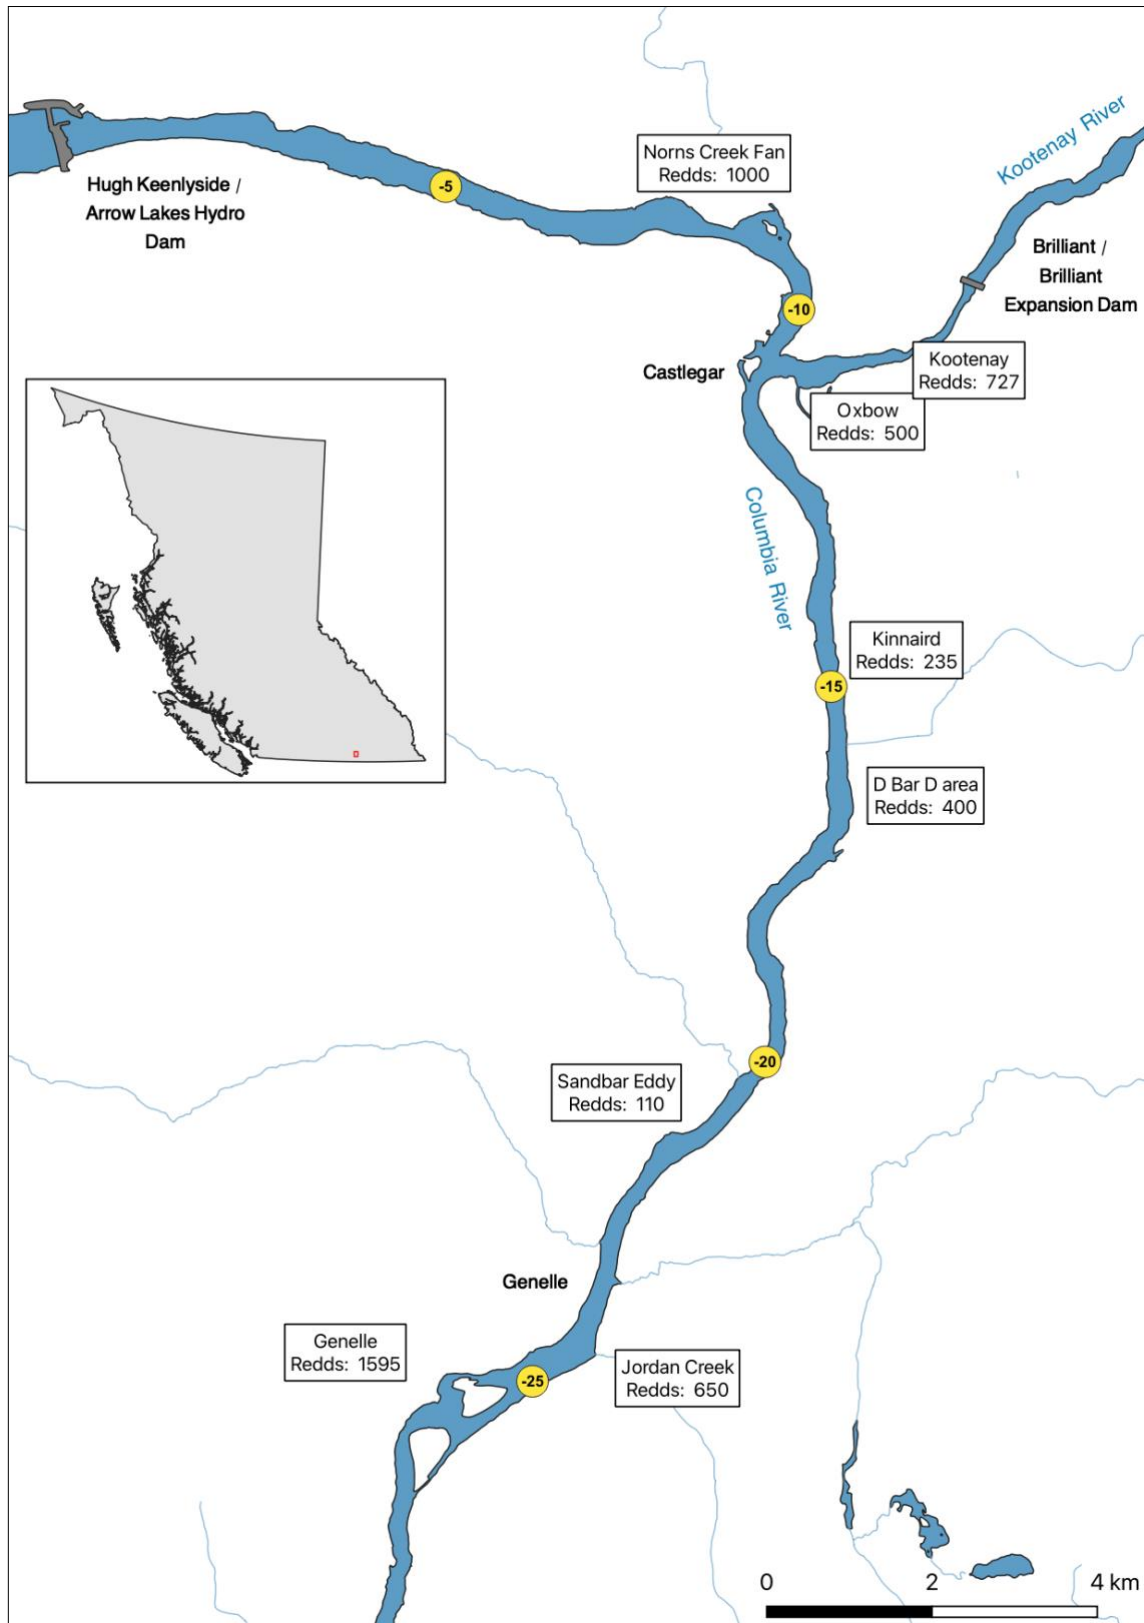 Kootenay River
Norns Creek Fan
Redds: 1000
-5
Hugh Keenlyside /
Arrow Lakes Hydro
Dam
Brilliant /
Brilliant
Expansion Dam
-10
Kootenay
Redds: 727
Castlegar
Oxbow
Redds: 500
Columbia River
Kinnaird
Redds: 235
-15
D Bar D area
Redds: 400
-20
Sandbar Eddy
Redds: 110
Genelle
Genelle
Redds: 1595
Jordan Creek
Redds: 650
-25
0 2 4 km